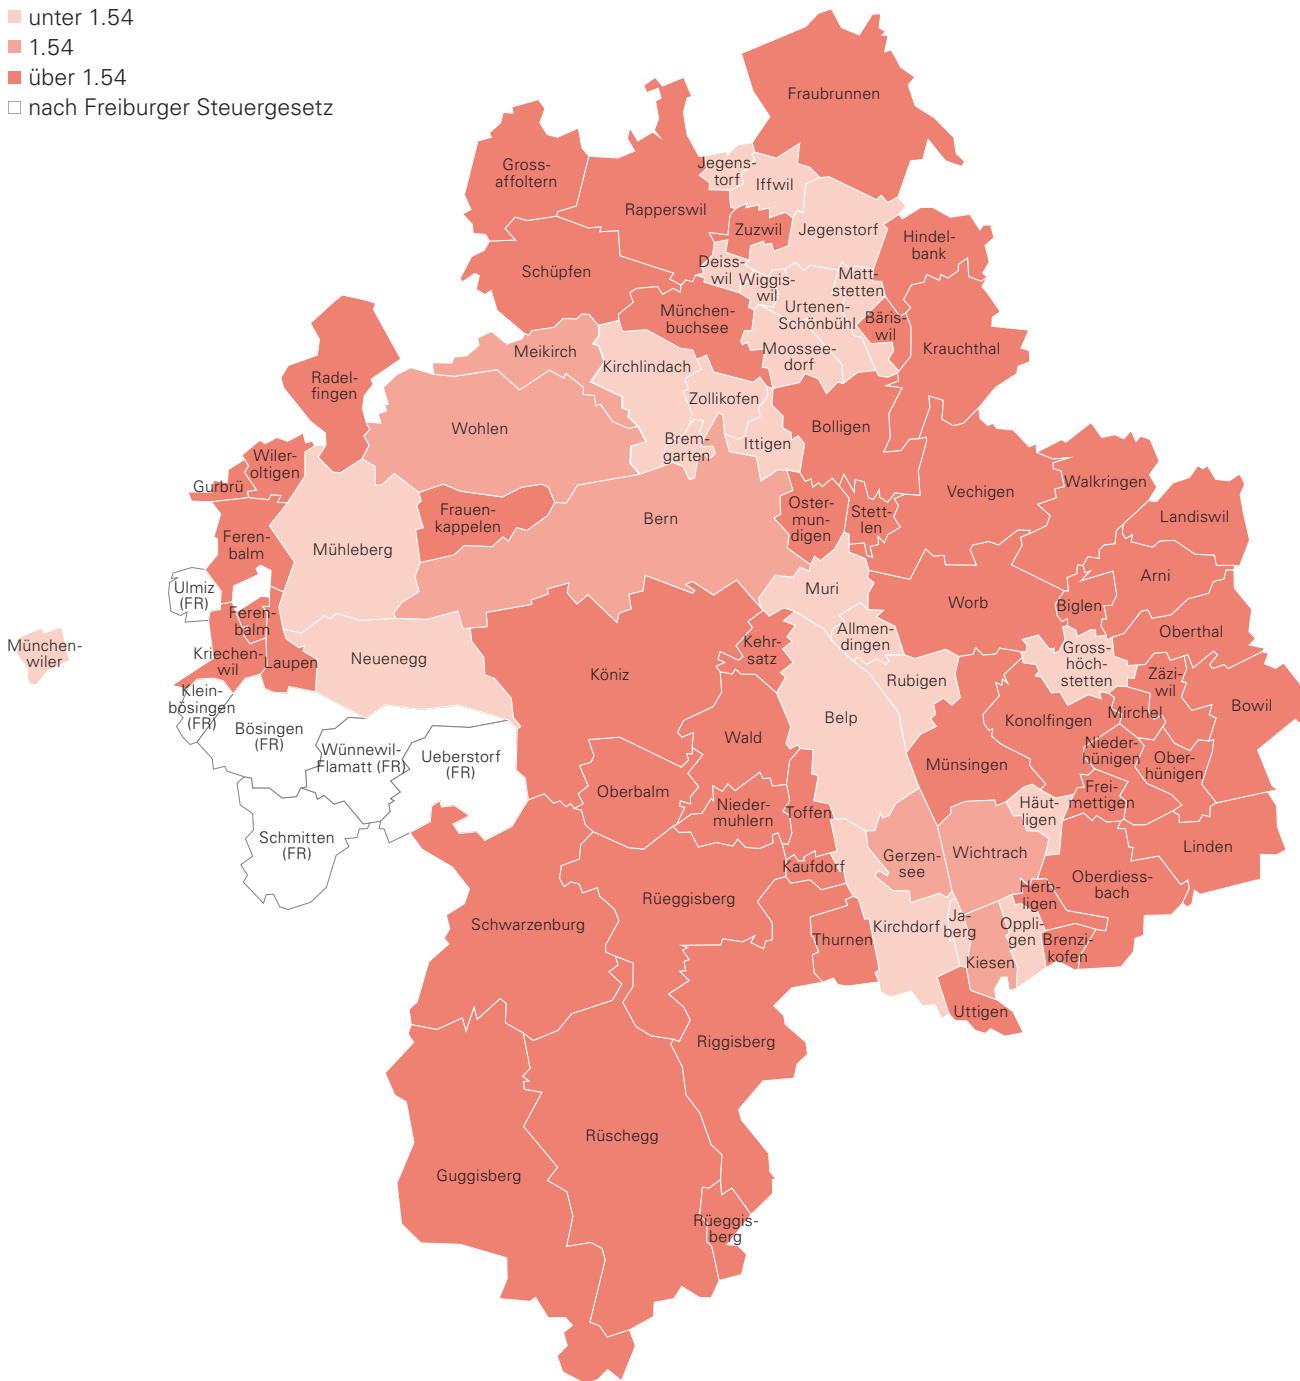 unter 1.54
1.54
über 1.54
nach Freiburger Steuergesetz
Fraubrunnen
Gross-
affoltern
Jegens-
torf
Iffwil
Rapperswil
Zuzwil
Jegenstorf
Hindel-
bank
Schüpfen
Deiss-
wil
Wiggis-
wil
Matt-
stetten
Urtenen-
Schönbühl
München-
buchsee
Bäris-
wil
Krauchthal
Meikirch
Kirchlindach
Moossee-
dorf
Radel-
fingen
Zollikofen
Wohlen
Bolligen
Brem-
garten
Ittigen
Wiler-
oltigen
Gurbrü
Vechigen
Walkringen
Frauen-
kappelen
Bern
Oster-
mun-
digen
Stett-
len
Landiswil
Feren-
balm
Mühleberg
Ulmiz
(FR)
Muri
Worb
Biglen
Arni
Feren-
balm
Allmen-
dingen
Oberthal
München-
wiler
Kriechen-
wil
Laupen
Neuenegg
Kehr-
satz
Köniz
Gross-
höch-
stetten
Rubigen
Zäzi-
wil
Klein-
bösingen
(FR)
Bowil
Belp
Konolfingen
Mirchel
Bösingen
(FR)
Wald
Wünnewil-
Flamatt (FR)
Ueberstorf
(FR)
Münsingen
Nieder-
hünigen
Ober-
hünigen
Oberbalm
Nieder-
muhlern
Toffen
Häut-
ligen
Frei-
mettigen
Schmitten
(FR)
Gerzen-
see
Wichtrach
Linden
Kaufdorf
Oberdiess-
bach
Herb-
ligen
Rüeggisberg
Schwarzenburg
Thurnen
Kirchdorf
Ja-
berg
Oppli-
gen
Brenzi-
kofen
Kiesen
Uttigen
Riggisberg
Rüschegg
Guggisberg
Rüeggis-
berg